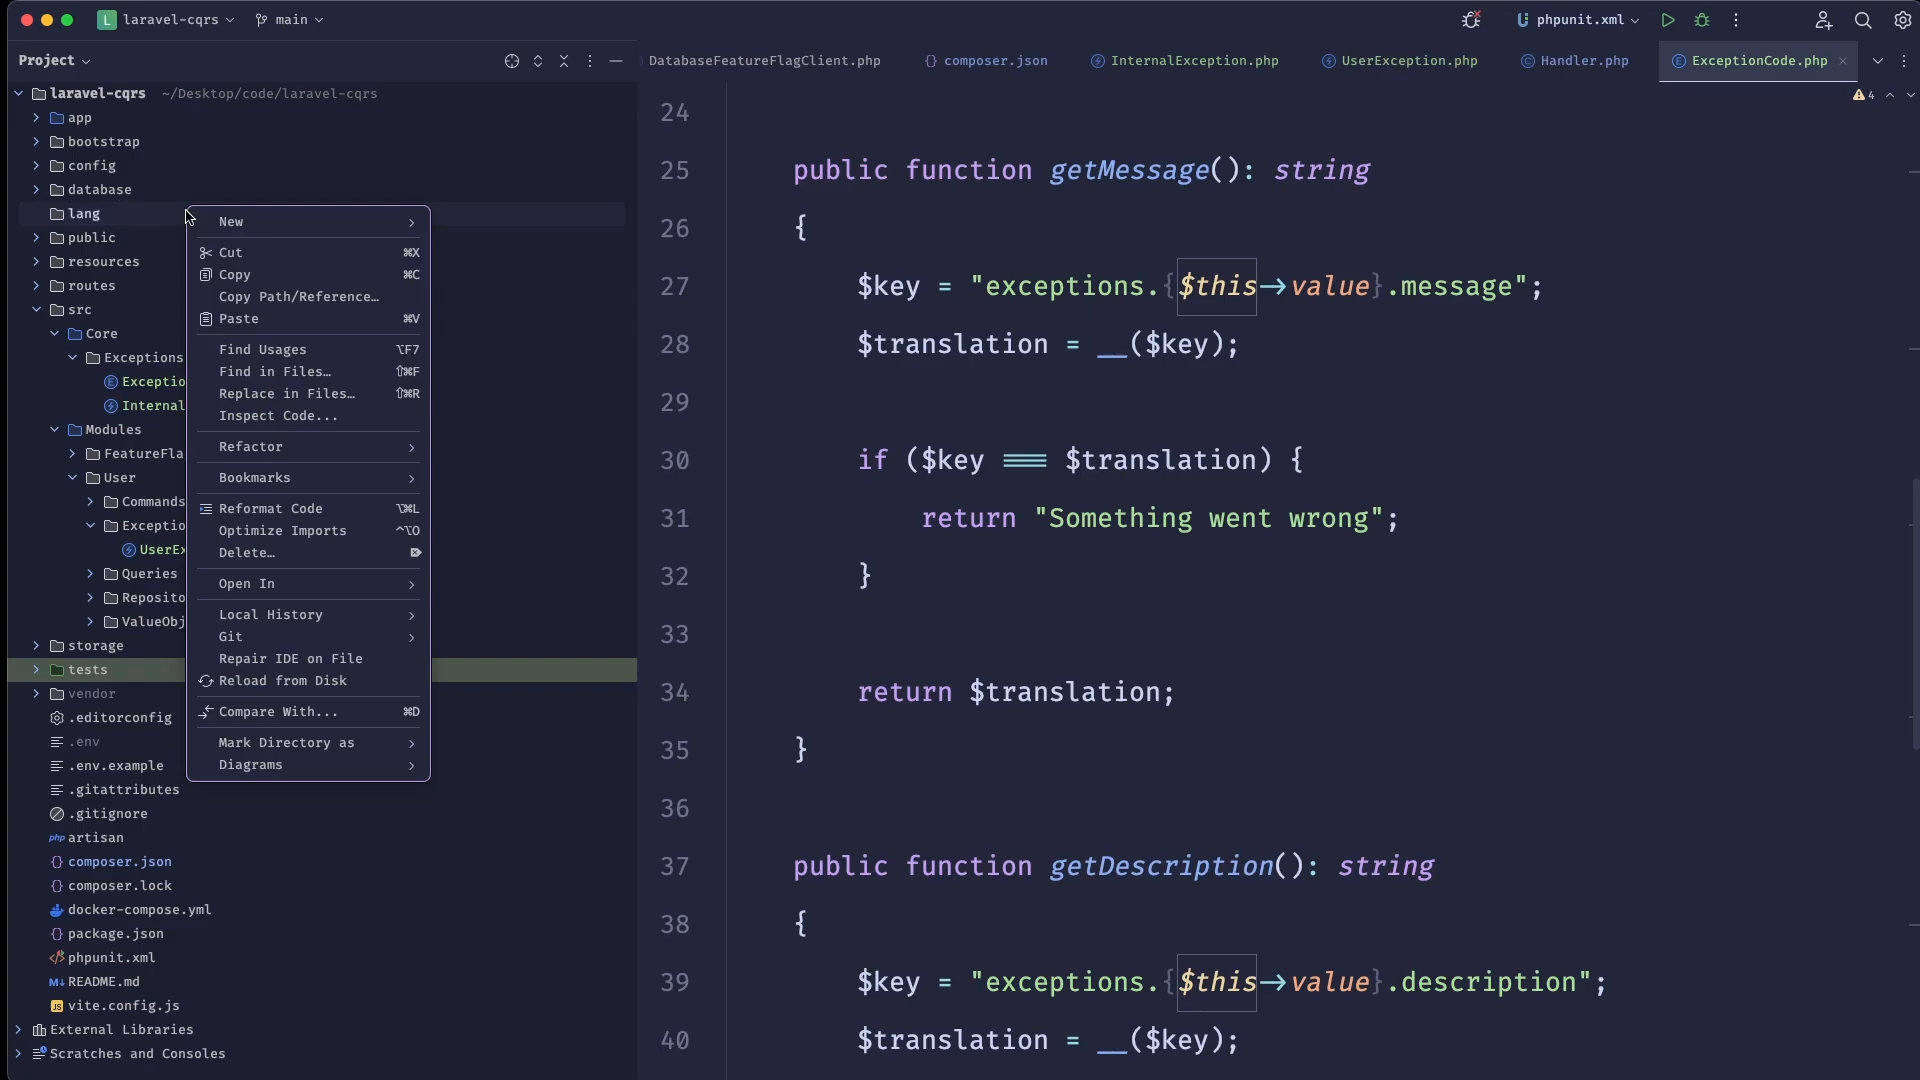 L laravel-cqrs main phpunit.xml
Project
DatabaseFeatureFlagClient.php composer.json InternalException.php UserException.php Handler.php ExceptionCode.php
4
laravel-cqrs ~/Desktop/code/laravel-cqrs
app
bootstrap
config
database
lang
public
resources
routes
src
Core
Exceptions
Exceptio
Internal
Modules
FeatureFla
User
Commands
Exceptio
UserEx
Queries
Reposito
ValueObj
storage
tests
vendor
.editorconfig
.env
.env.example
.gitattributes
.gitignore
php artisan
composer.json
composer.lock
docker-compose.yml
package.json
phpunit.xml
M↓ README.md
JS vite.config.js
External Libraries
Scratches and Consoles
New
Cut ⌘X
Copy ⌘C
Copy Path/Reference…
Paste ⌘V
Find Usages ⌥F7
Find in Files… ⇧⌘F
Replace in Files… ⇧⌘R
Inspect Code...
Refactor
Bookmarks
Reformat Code ⌥⌘L
Optimize Imports ^⌥O
Delete… ⌦
Open In
Local History
Git
Repair IDE on File
Reload from Disk
Compare With... ⌘D
Mark Directory as
Diagrams
24
25 public function getMessage(): string
26 {
27 $key = "exceptions.{$this->value}.message";
28 $translation = __($key);
29
30 if ($key === $translation) {
31 return "Something went wrong";
32 }
33
34 return $translation;
35 }
36
37 public function getDescription(): string
38 {
39 $key = "exceptions.{$this->value}.description";
40 $translation = __($key);